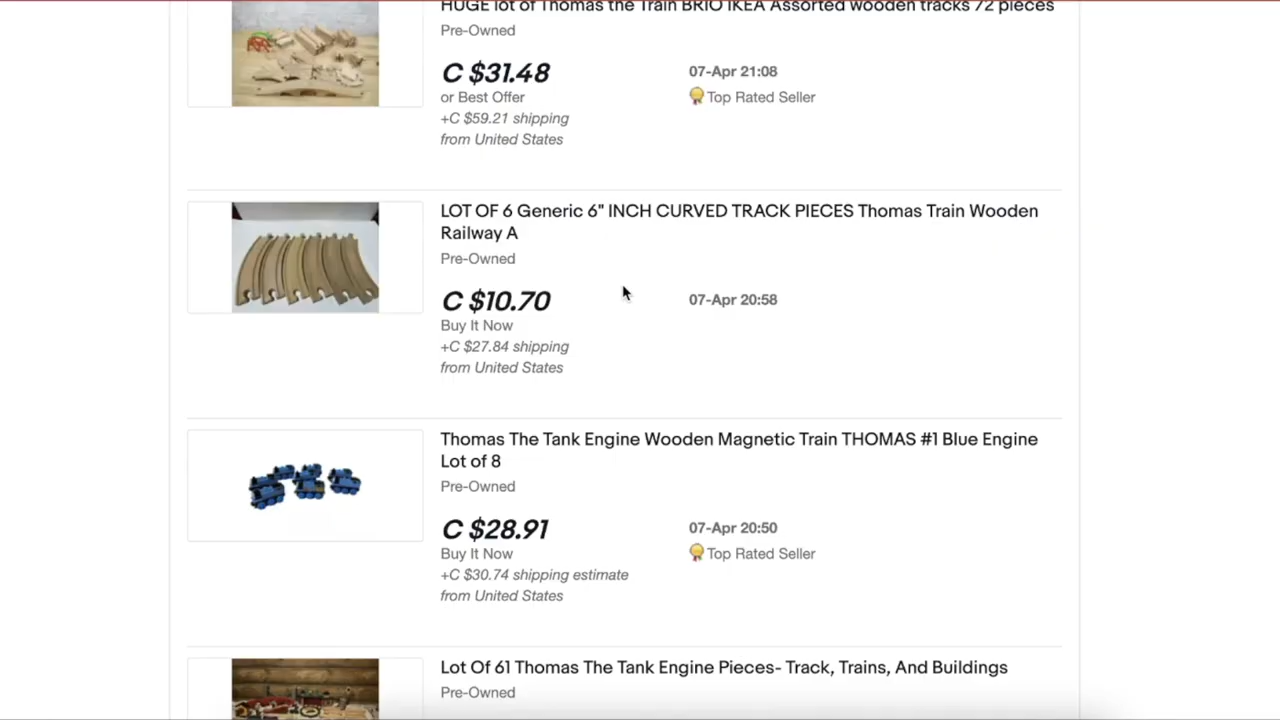 HUGE lot of Thomas the Train BRIO IKEA Assorted wooden tracks 72 pieces
Pre-Owned
C $31.48
07-Apr 21:08
or Best Offer
Top Rated Seller
+C $59.21 shipping
from United States
LOT OF 6 Generic 6" INCH CURVED TRACK PIECES Thomas Train Wooden
Railway A
Pre-Owned
C $10.70
07-Apr 20:58
Buy It Now
+C $27.84 shipping
from United States
Thomas The Tank Engine Wooden Magnetic Train THOMAS #1 Blue Engine
Lot of 8
Pre-Owned
C $28.91
07-Apr 20:50
Buy It Now
Top Rated Seller
+C $30.74 shipping estimate
from United States
Lot Of 61 Thomas The Tank Engine Pieces- Track, Trains, And Buildings
Pre-Owned